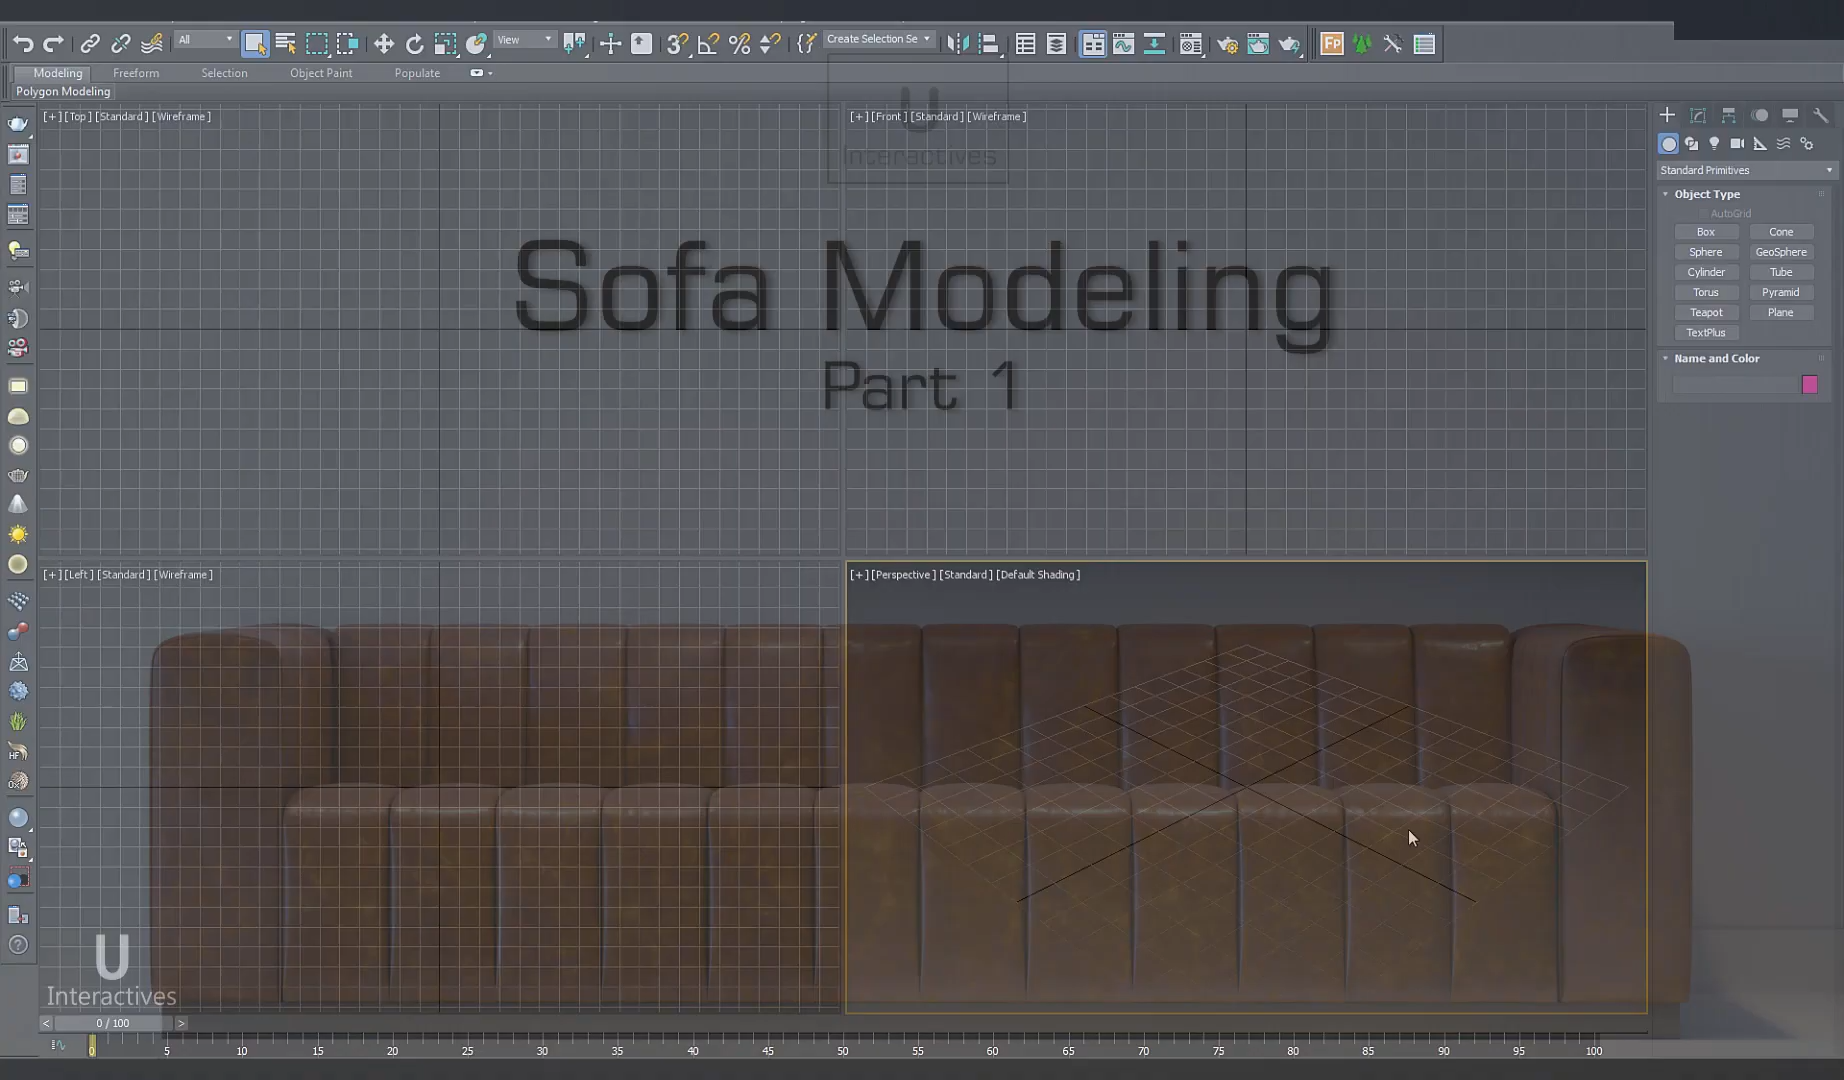 All
View
3
Create Selection Se
Fp
Modeling
Freeform
Selection
Object Paint
Populate
Polygon Modeling
[+] [Top] [Standard] [Wireframe]
[+] [Front] [Standard] [Wireframe]
U
Interactives
Sofa Modeling
Part 1
Standard Primitives
Object Type
AutoGrid
Box
Cone
Sphere
GeoSphere
Cylinder
Tube
Torus
Pyramid
Teapot
Plane
TextPlus
Name and Color
[+] [Left] [Standard] [Wireframe]
[+] [Perspective] [Standard] [Default Shading]
HF
U
Interactives
< 0 / 100 >
0 5 10 15 20 25 30 35 40 45 50 55 60 65 70 75 80 85 90 95 100